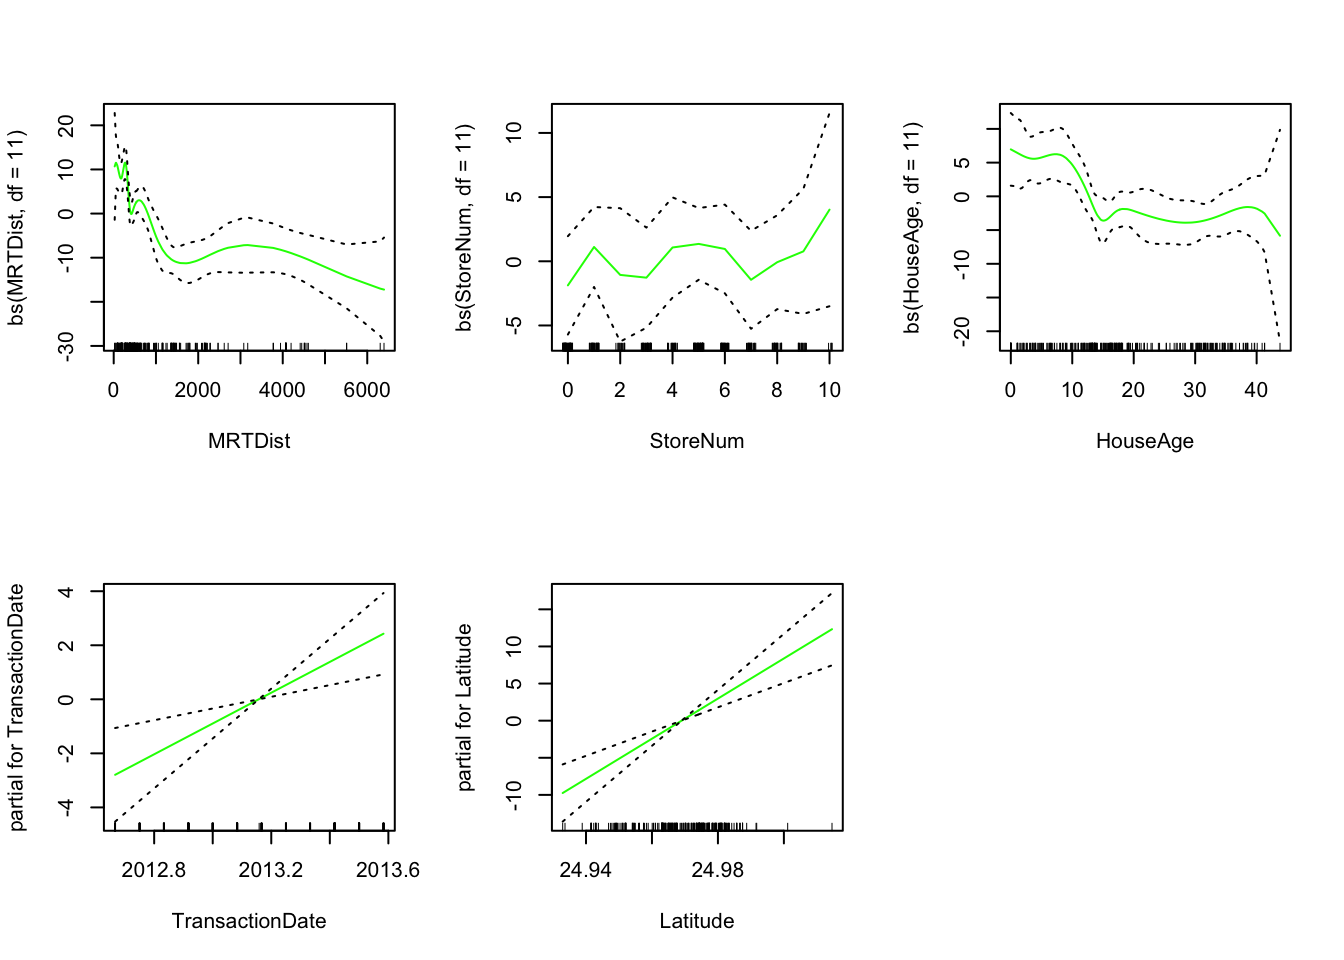 bs(MRTDist, df = 11)
20
10
0
-10
-30
0 2000 4000 6000
MRTDist
bs(StoreNum, df = 11)
10
5
0
-5
0 2 4 6 8 10
StoreNum
bs(HouseAge, df = 11)
5
0
-10
-20
0 10 20 30 40
HouseAge
partial for TransactionDate
4
2
0
-2
-4
2012.8 2013.2 2013.6
TransactionDate
partial for Latitude
10
5
0
-10
24.94 24.98
Latitude